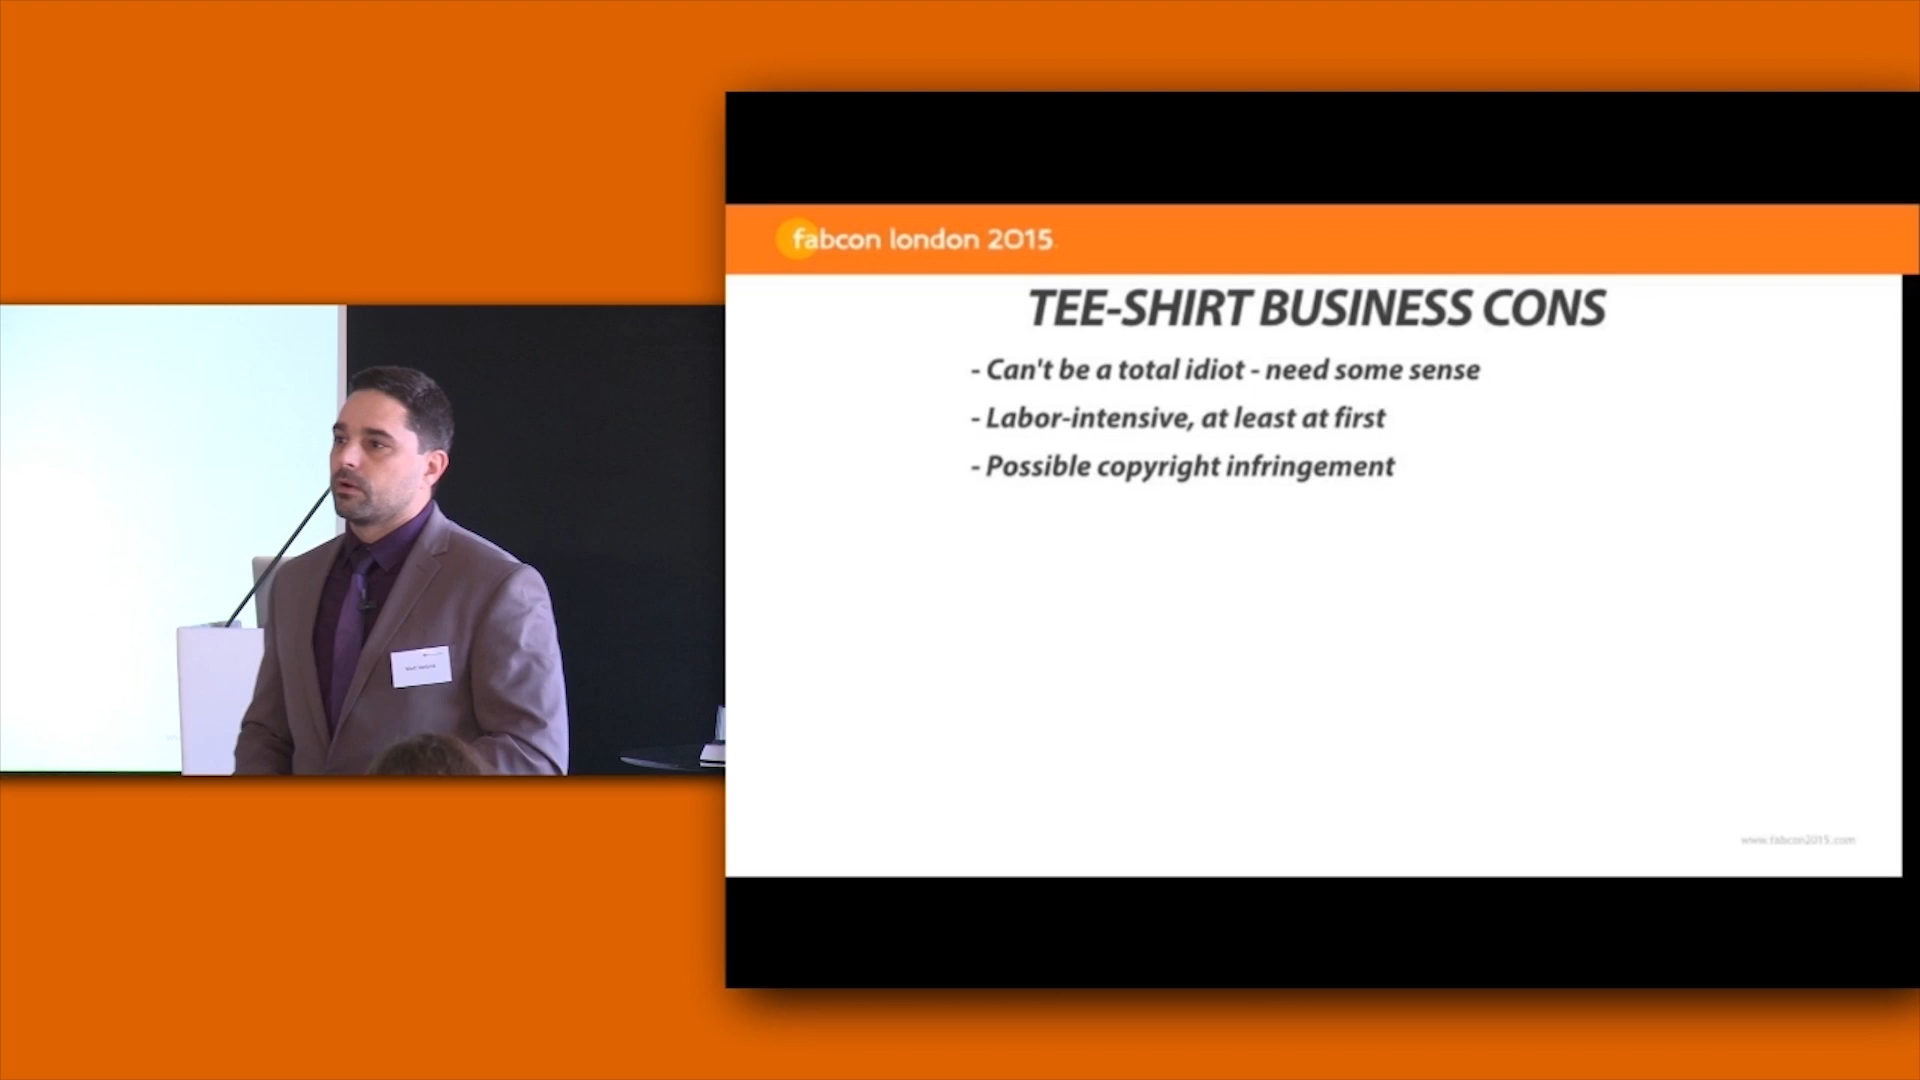 fabcon london 2015
TEE-SHIRT BUSINESS CONS
- Can't be a total idiot - need some sense
- Labor-intensive, at least at first
- Possible copyright infringement
www.fabcon2015.com